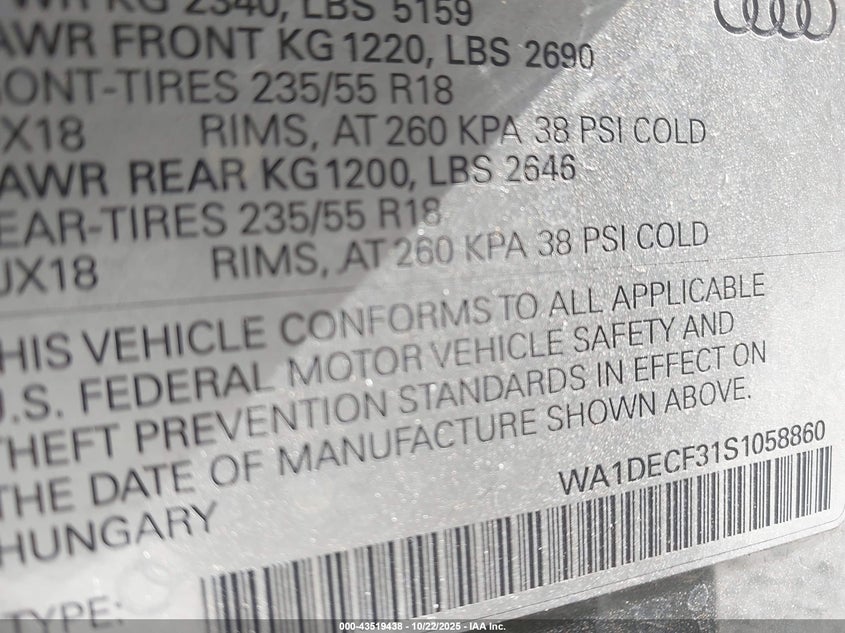 KG 2340, LBS 5159
AWR FRONT KG 1220, LBS 2690
ONT-TIRES 235/55 R18
JX18 RIMS, AT 260 KPA 38 PSI COLD
AWR REAR KG 1200, LBS 2646
EAR-TIRES 235/55 R18
JX18 RIMS, AT 260 KPA 38 PSI COLD
HIS VEHICLE CONFORMS TO ALL APPLICABLE
U.S. FEDERAL MOTOR VEHICLE SAFETY AND
THEFT PREVENTION STANDARDS IN EFFECT ON
THE DATE OF MANUFACTURE SHOWN ABOVE.
HUNGARY
WA1DECF31S1058860
TYPE:
000-43519438 - 10/22/2025 - IAA Inc.